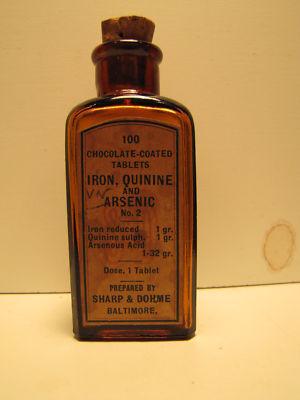 100
CHOCOLATE-COATED
TABLETS
IRON, QUININE
AND
ARSENIC
No. 2
Iron reduced 1 gr.
Quinine sulph. 1 gr.
Arsenous Acid
1-32 gr.
Dose, 1 Tablet
PREPARED BY
SHARP & DOHME
BALTIMORE,